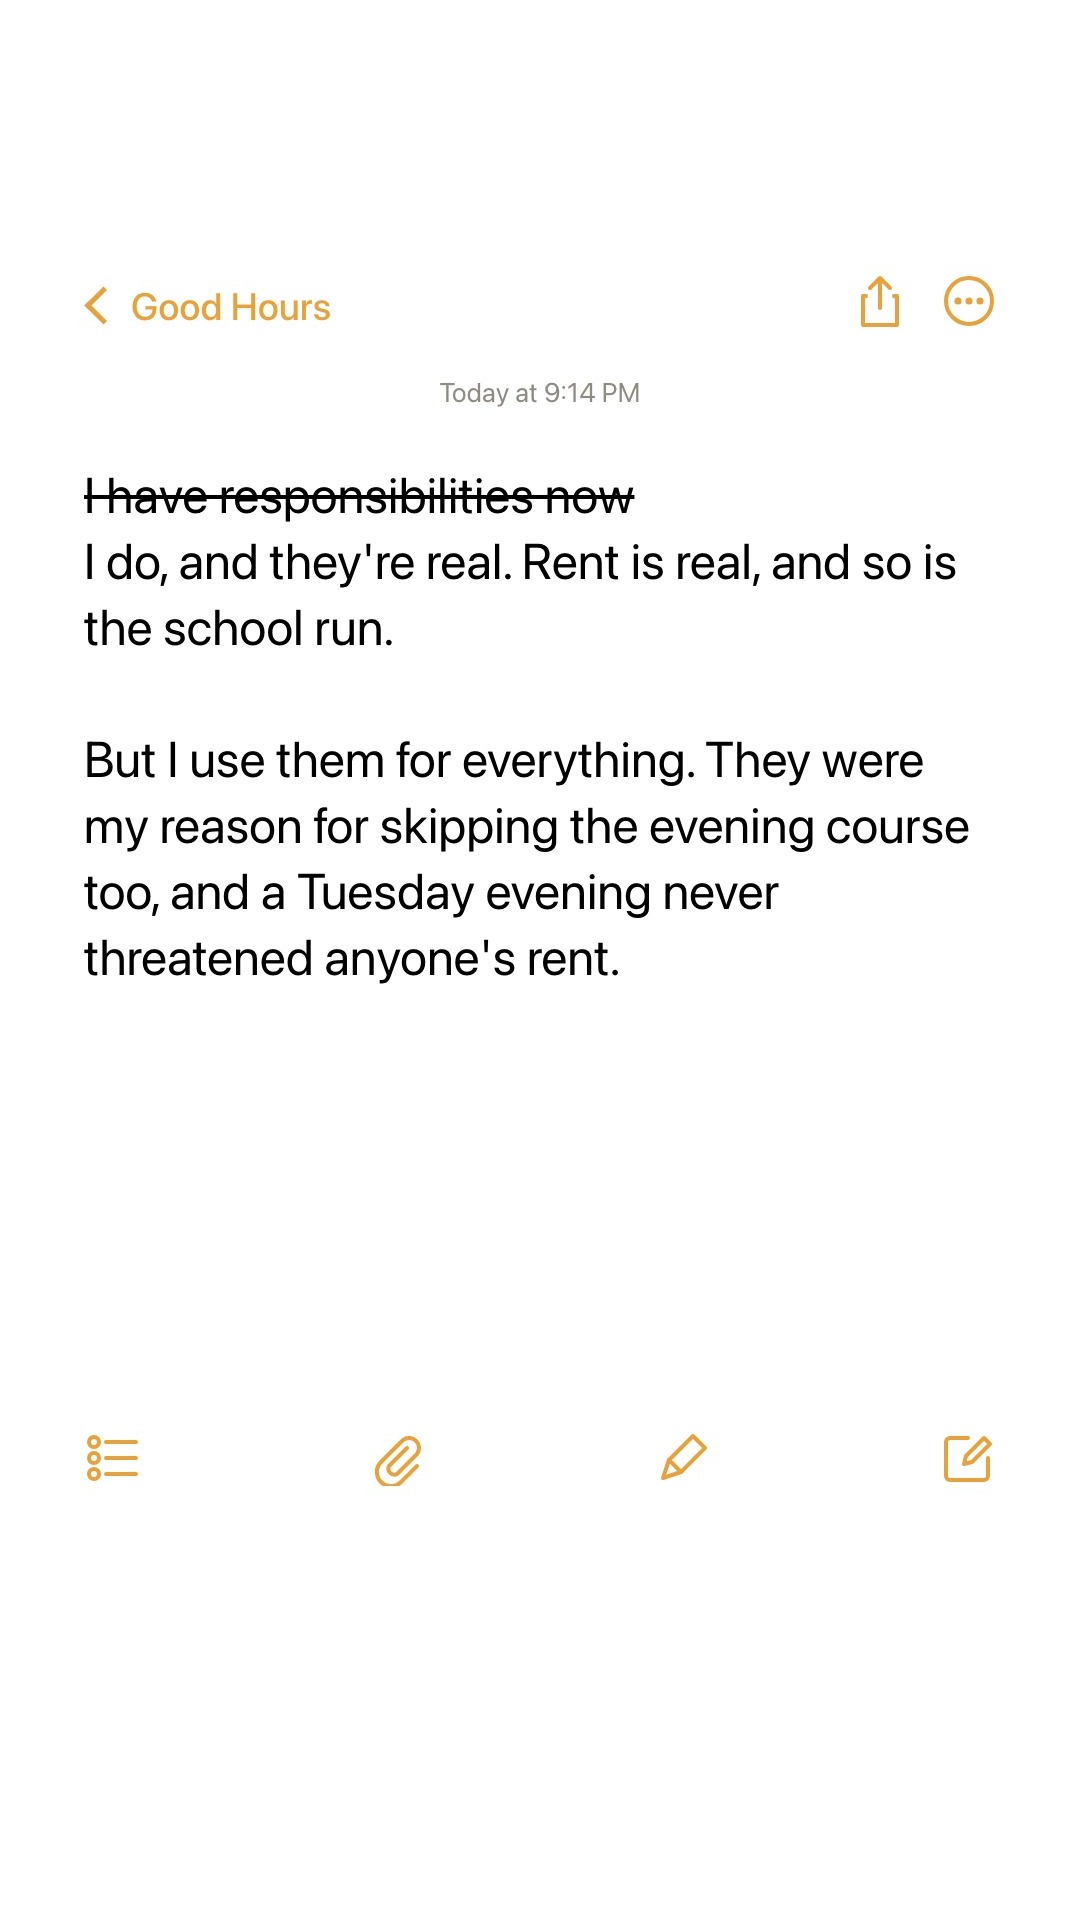 Good Hours
Today at 9:14 PM
I have responsibilities now
I do, and they're real. Rent is real, and so is
the school run.
But I use them for everything. They were
my reason for skipping the evening course
too, and a Tuesday evening never
threatened anyone's rent.